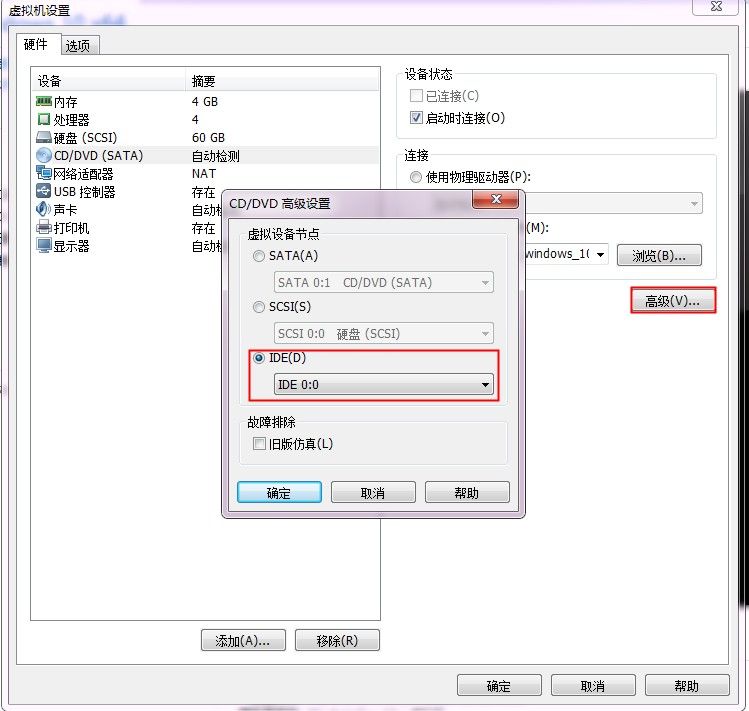 虚拟机设置
硬件 选项
设备 摘要
内存 4 GB
处理器 4
硬盘 (SCSI) 60 GB
CD/DVD (SATA) 自动检测
网络适配器 NAT
USB 控制器 存在
声卡 自动检
打印机 存在
显示器 自动检
设备状态
已连接(C)
启动时连接(O)
连接
使用物理驱动器(P):
(M):
windows_10
浏览(B)...
高级(V)...
CD/DVD 高级设置
虚拟设备节点
SATA(A)
SATA 0:1 CD/DVD (SATA)
SCSI(S)
SCSI 0:0 硬盘 (SCSI)
IDE(D)
IDE 0:0
故障排除
旧版仿真(L)
确定 取消 帮助
添加(A)... 移除(R)
确定 取消 帮助